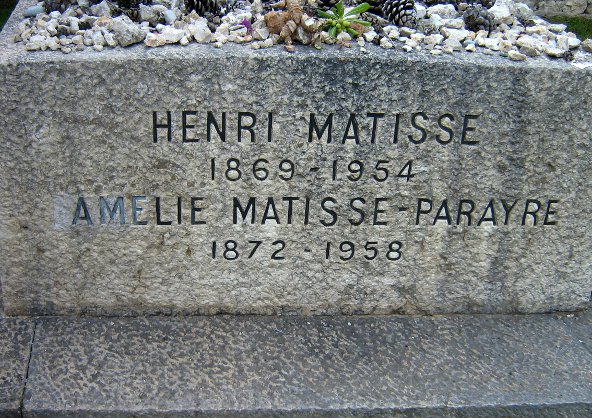 HENRI MATISSE
1869 - 1954
AMELIE MATISSE-PARAYRE
1872 - 1958